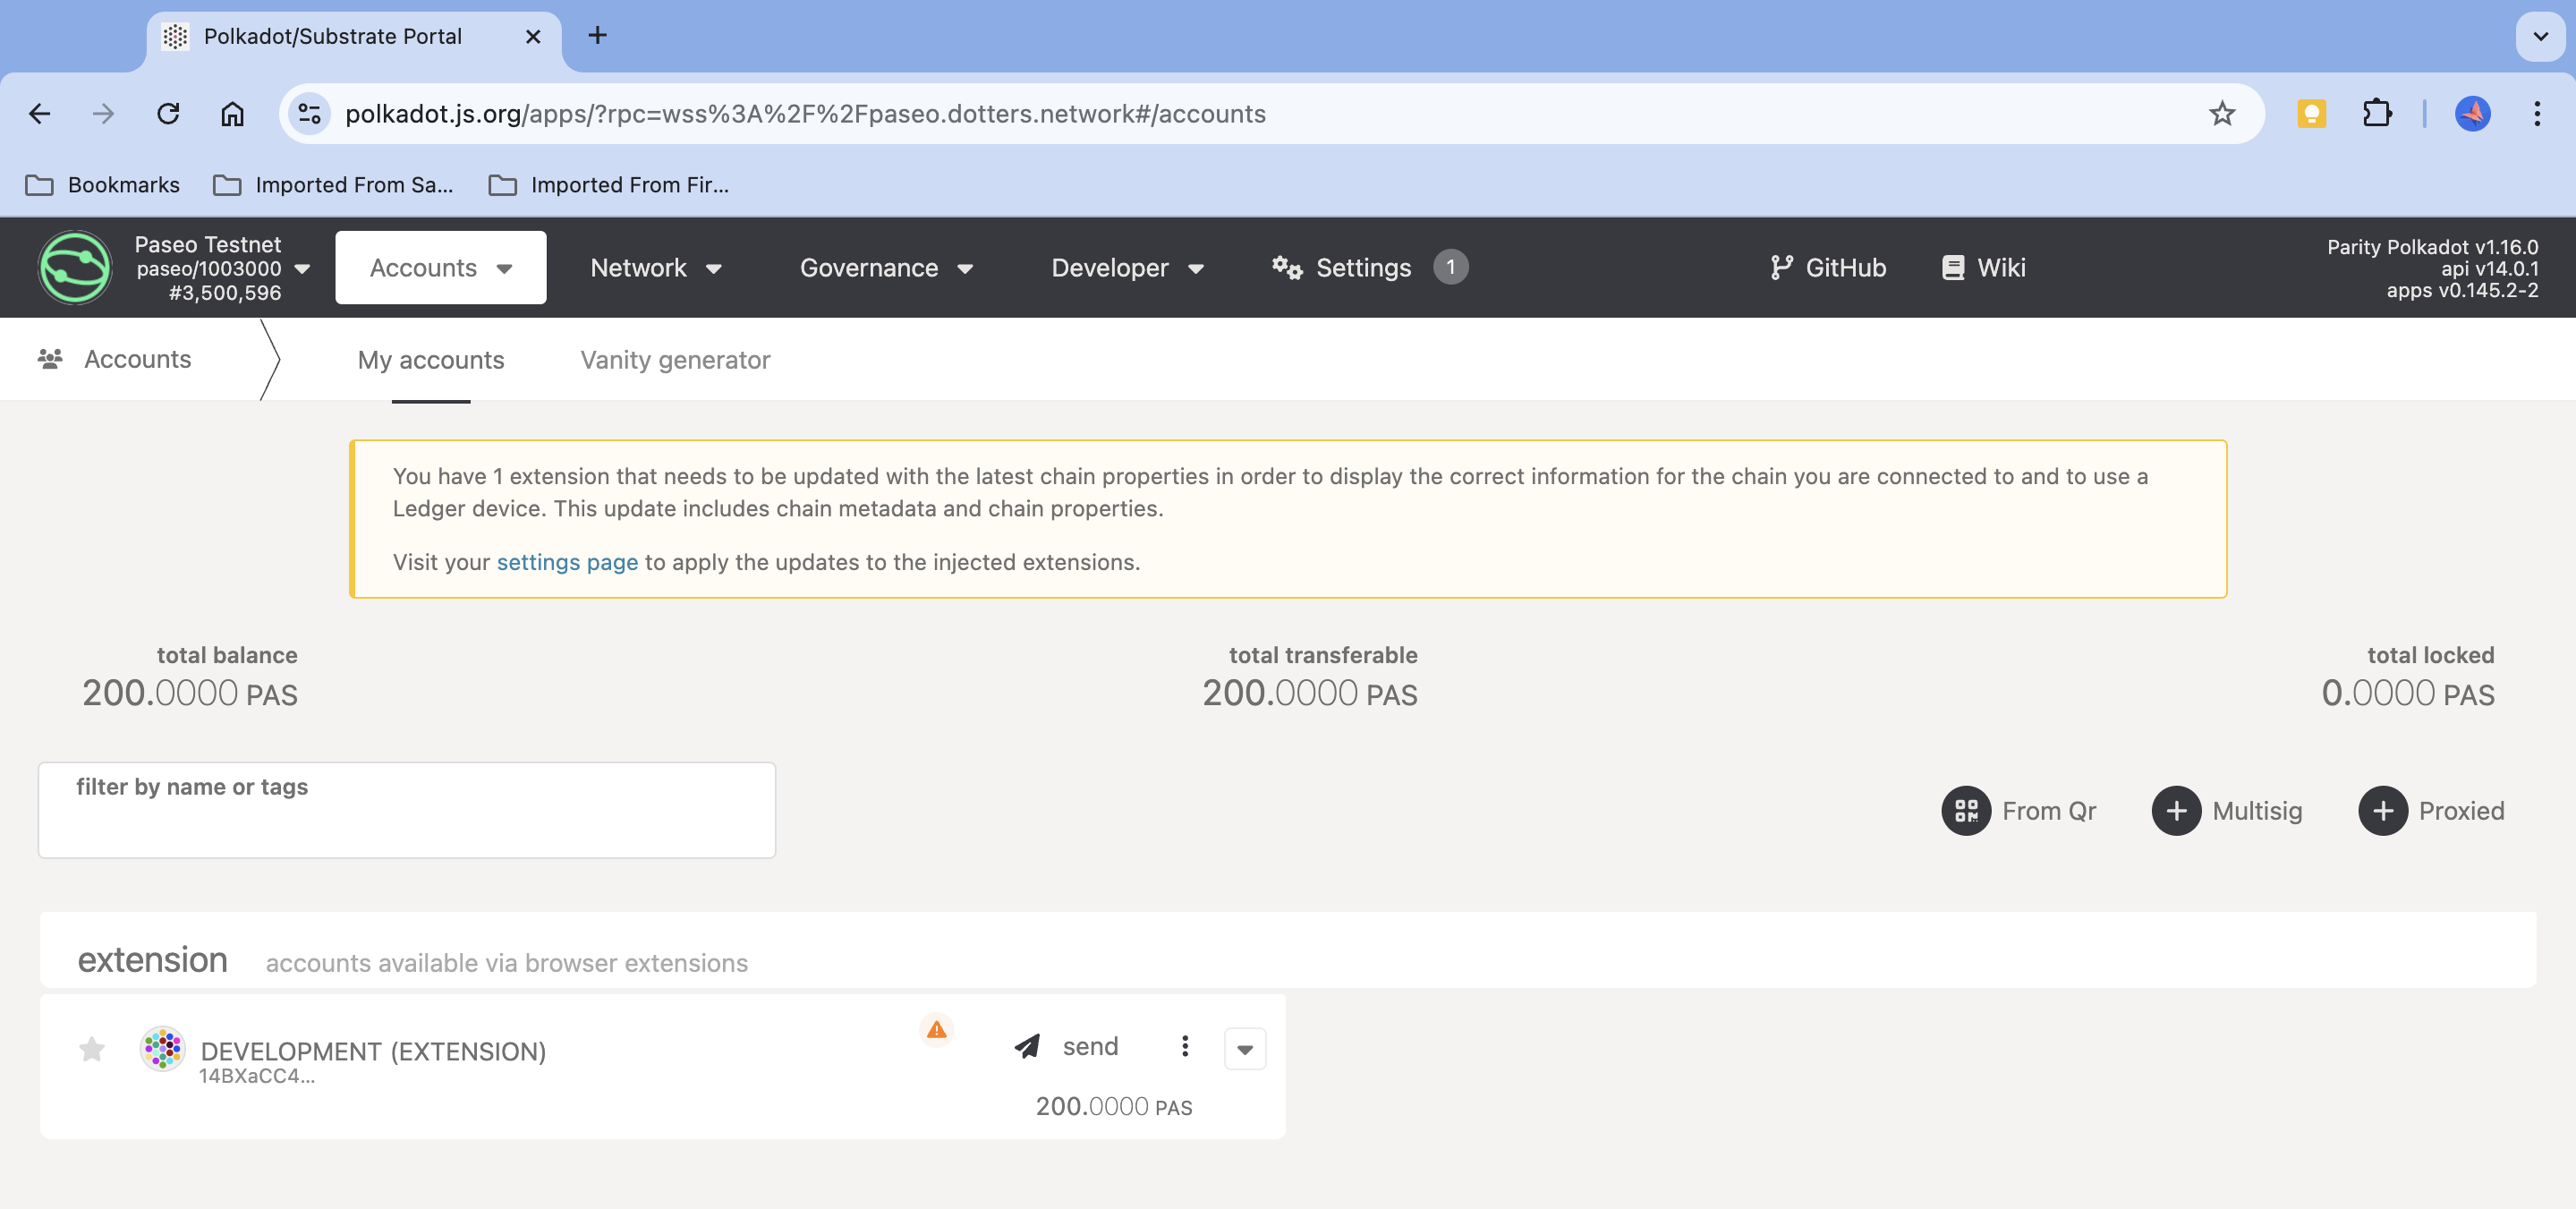 Polkadot/Substrate Portal
polkadot.js.org/apps/?rpc=wss%3A%2F%2Fpaseo.dotters.network#/accounts
Bookmarks
Imported From Sa...
Imported From Fir...
Paseo Testnet
paseo/1003000
#3,500,596
Accounts
Network
Governance
Developer
Settings
1
GitHub
Wiki
Parity Polkadot v1.16.0
api v14.0.1
apps v0.145.2-2
Accounts
My accounts
Vanity generator
You have 1 extension that needs to be updated with the latest chain properties in order to display the correct information for the chain you are connected to and to use a
Ledger device. This update includes chain metadata and chain properties.
Visit your settings page to apply the updates to the injected extensions.
total balance
200.0000 PAS
total transferable
200.0000 PAS
total locked
0.0000 PAS
filter by name or tags
From Qr
Multisig
Proxied
extension
accounts available via browser extensions
DEVELOPMENT (EXTENSION)
14BXaCC4...
send
200.0000 PAS